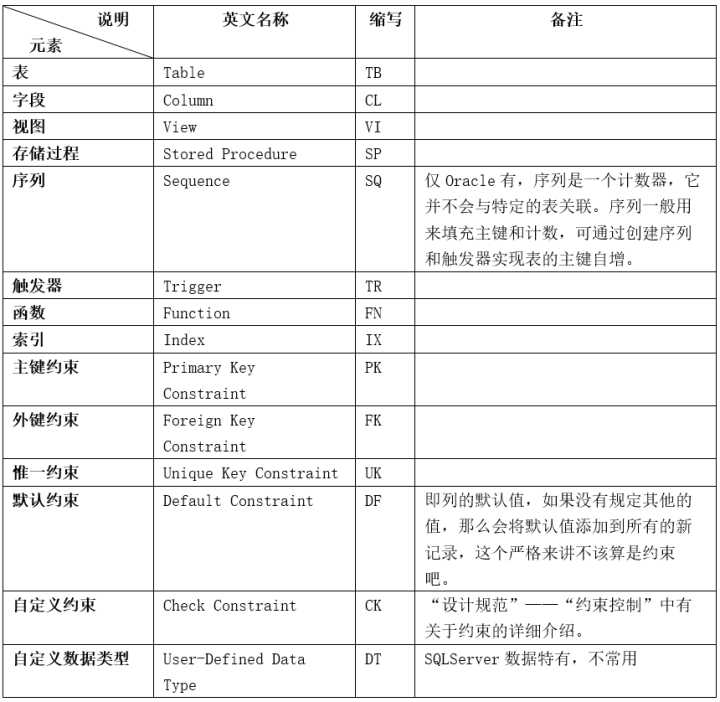 说明 英文名称 缩写 备注
元素
表 Table TB
字段 Column CL
视图 View VI
存储过程 Stored Procedure SP
序列 Sequence SQ 仅 Oracle 有，序列是一个计数器，它
并不会与特定的表关联。序列一般用
来填充主键和计数，可通过创建序列
和触发器实现表的主键自增。
触发器 Trigger TR
函数 Function FN
索引 Index IX
主键约束 Primary Key PK
Constraint
外键约束 Foreign Key FK
Constraint
惟一约束 Unique Key Constraint UK
默认约束 Default Constraint DF 即列的默认值，如果没有规定其他的
值，那么会将默认值添加到所有的新
记录，这个严格来讲不该算是约束
吧。
自定义约束 Check Constraint CK “设计规范”——“约束控制”中有
关于约束的详细介绍。
自定义数据类型 User-Defined Data DT SQLServer 数据特有，不常用
Type